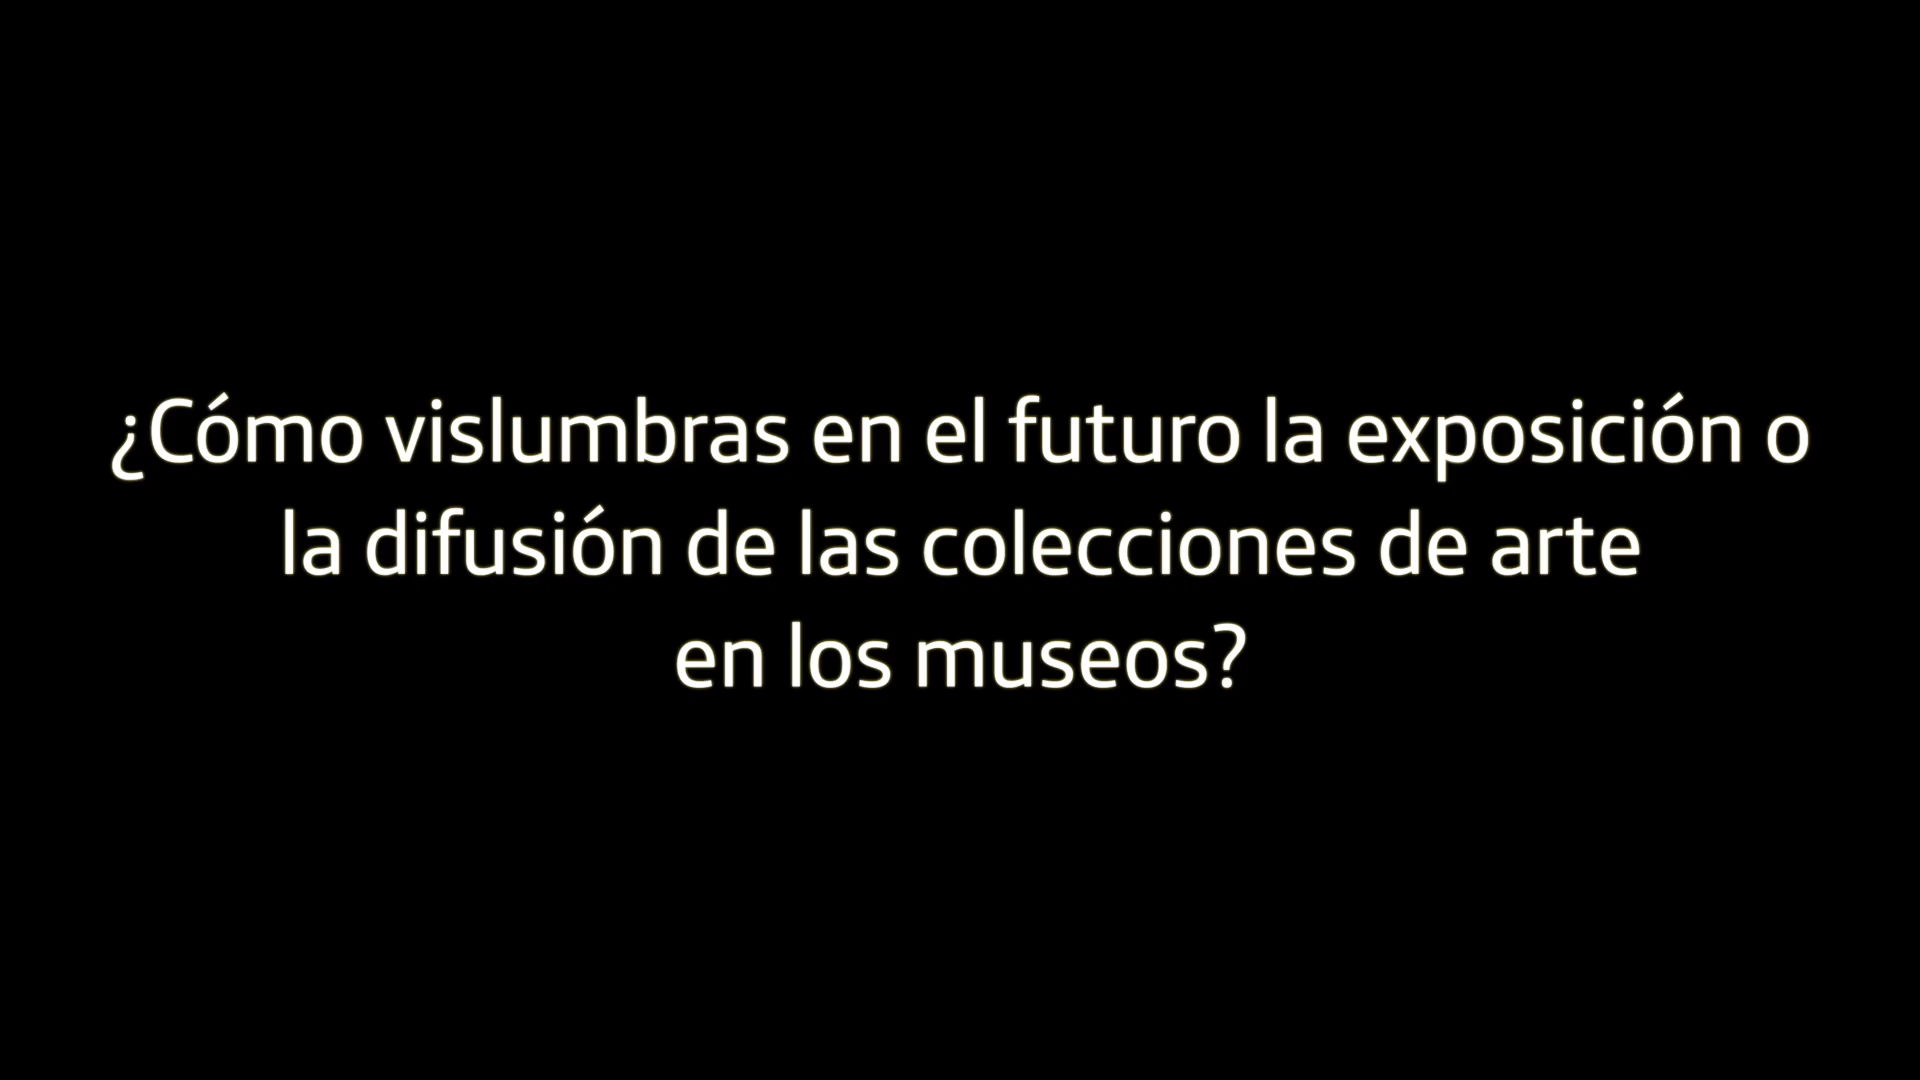 ¿Cómo vislumbras en el futuro la exposición o
la difusión de las colecciones de arte
en los museos?